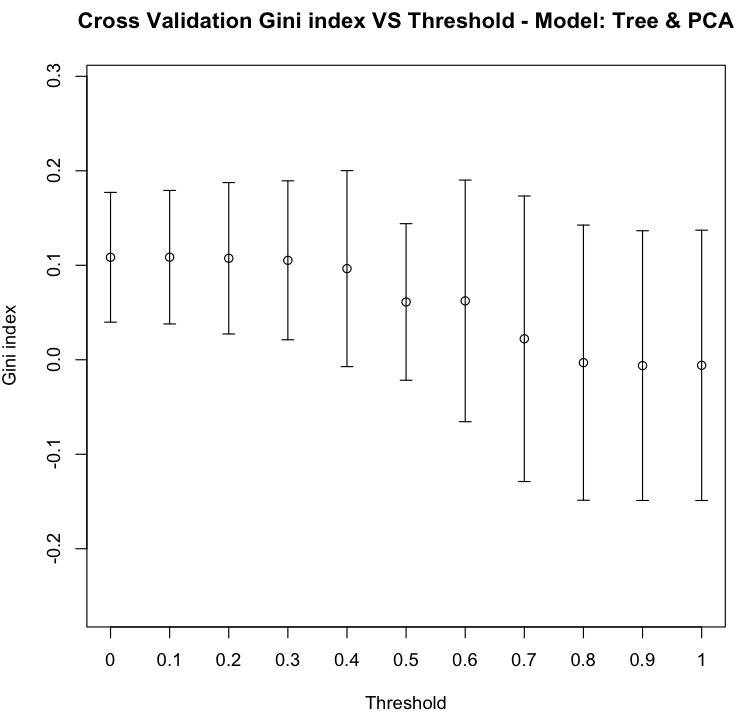 Cross Validation Gini index VS Threshold - Model: Tree & PCA
0.3
0.2
0.1
0.0
-0.1
-0.2
Gini index
0 0.1 0.2 0.3 0.4 0.5 0.6 0.7 0.8 0.9 1
Threshold